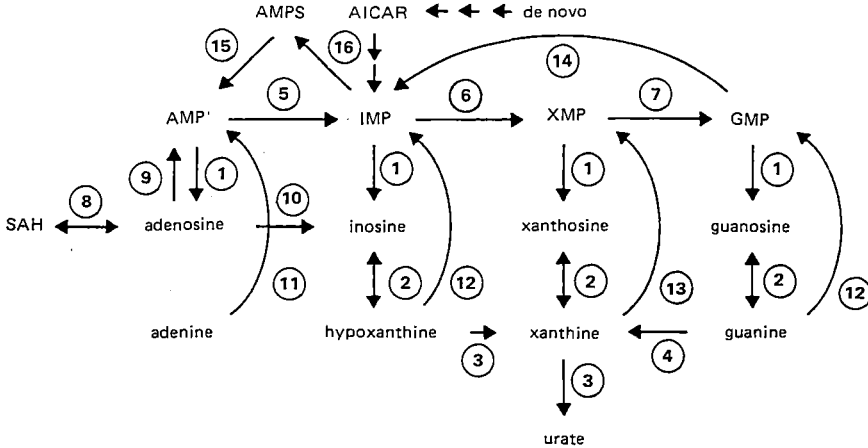 AMPS AICAR de novo
15 16 14
5 6 7
AMP' IMP XMP GMP
9 1 1 1 1
8 10
SAH adenosine inosine xanthosine guanosine
11 2 12 2 13 2 12
adenine hypoxanthine xanthine guanine
3 4
3
urate